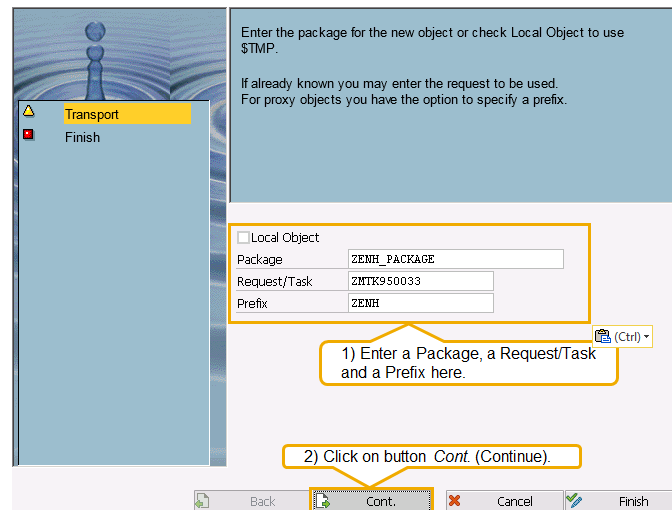 Enter the package for the new object or check Local Object to use
$TMP.
If already known you may enter the request to be used.
For proxy objects you have the option to specify a prefix.
Transport
Finish
Local Object
Package ZENH_PACKAGE
Request/Task ZMTK950033
Prefix ZENH
(Ctrl)
1) Enter a Package, a Request/Task
and a Prefix here.
2) Click on button Cont. (Continue).
Back Cont. Cancel Finish